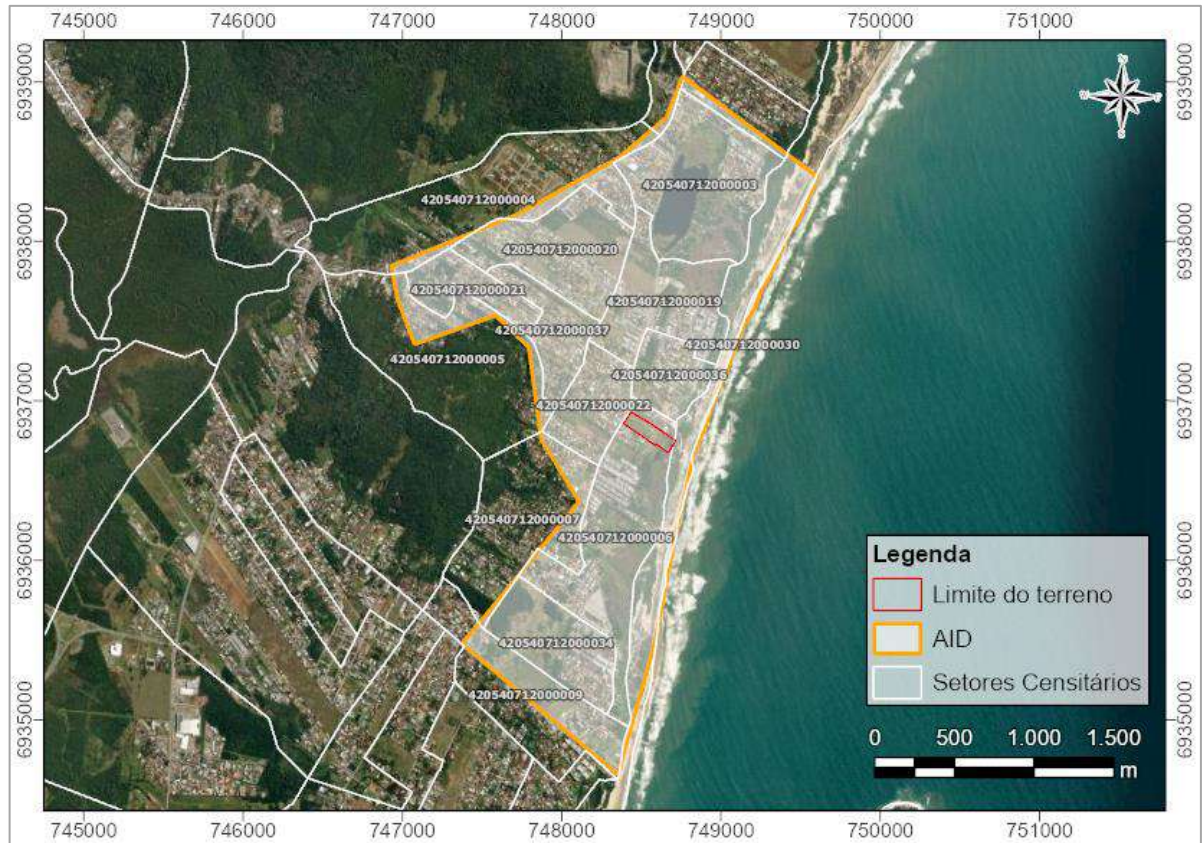 745000 746000 747000 748000 749000 750000 751000
6939000 6939000
420540712000003
420540712000004
6938000 6938000
420540712000020
420540712000021
420540712000019
420540712000037
420540712000030
420540712000005
420540712000036
6937000 6937000
420540712000022
420540712000007
420540712000006
6936000 6936000
420540712000034
420540712000009
6935000 6935000
N
W E
S
Legenda
Limite do terreno
AID
Setores Censitários
0 500 1.000 1.500
m
745000 746000 747000 748000 749000 750000 751000